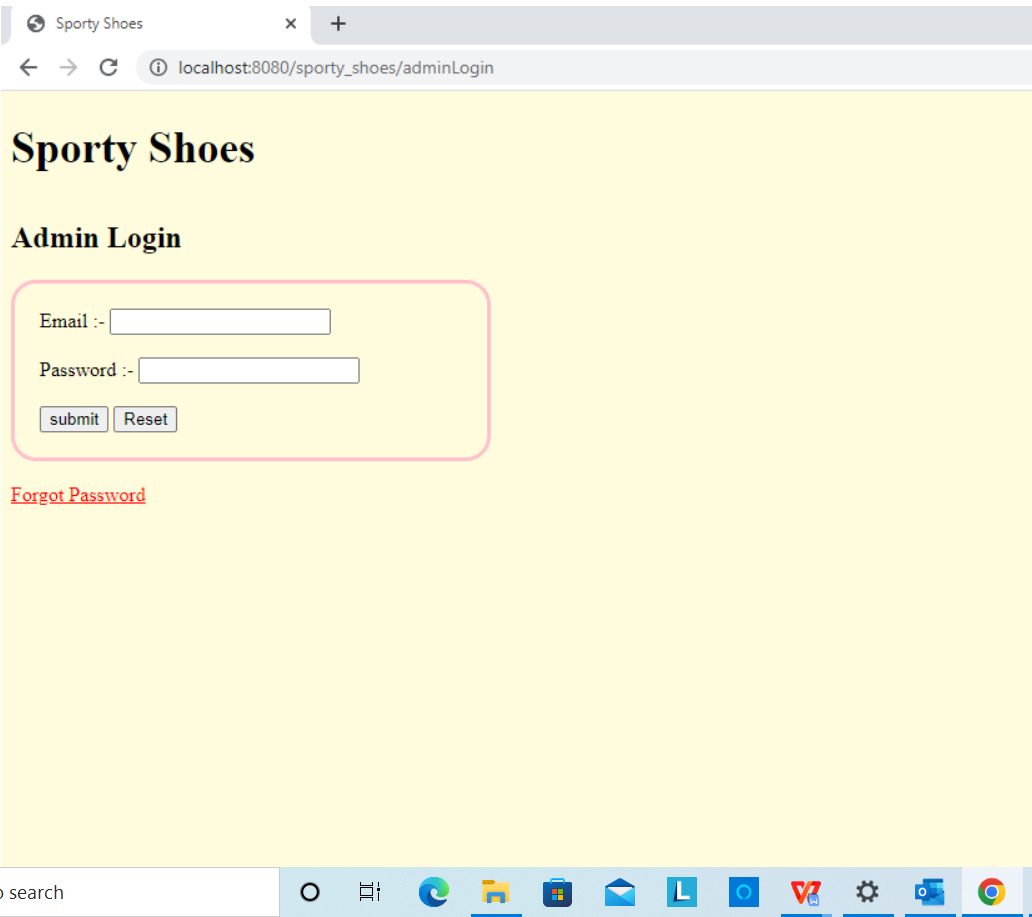 Sporty Shoes
localhost:8080/sporty_shoes/adminLogin
Sporty Shoes
Admin Login
Email :-
Password :-
submit Reset
Forgot Password
search
L